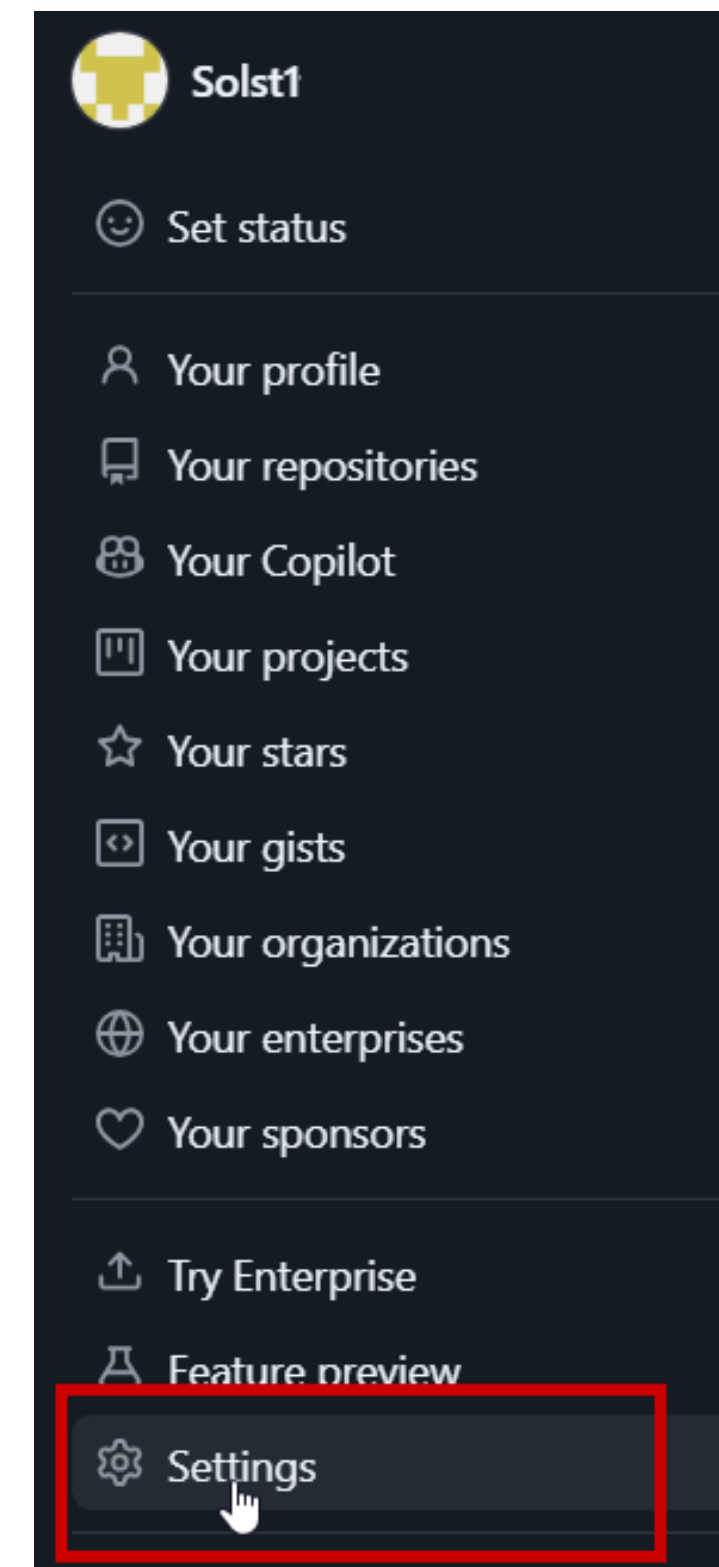 Solst1
Set status
Your profile
Your repositories
Your Copilot
Your projects
Your stars
Your gists
Your organizations
Your enterprises
Your sponsors
Try Enterprise
Feature preview
Settings